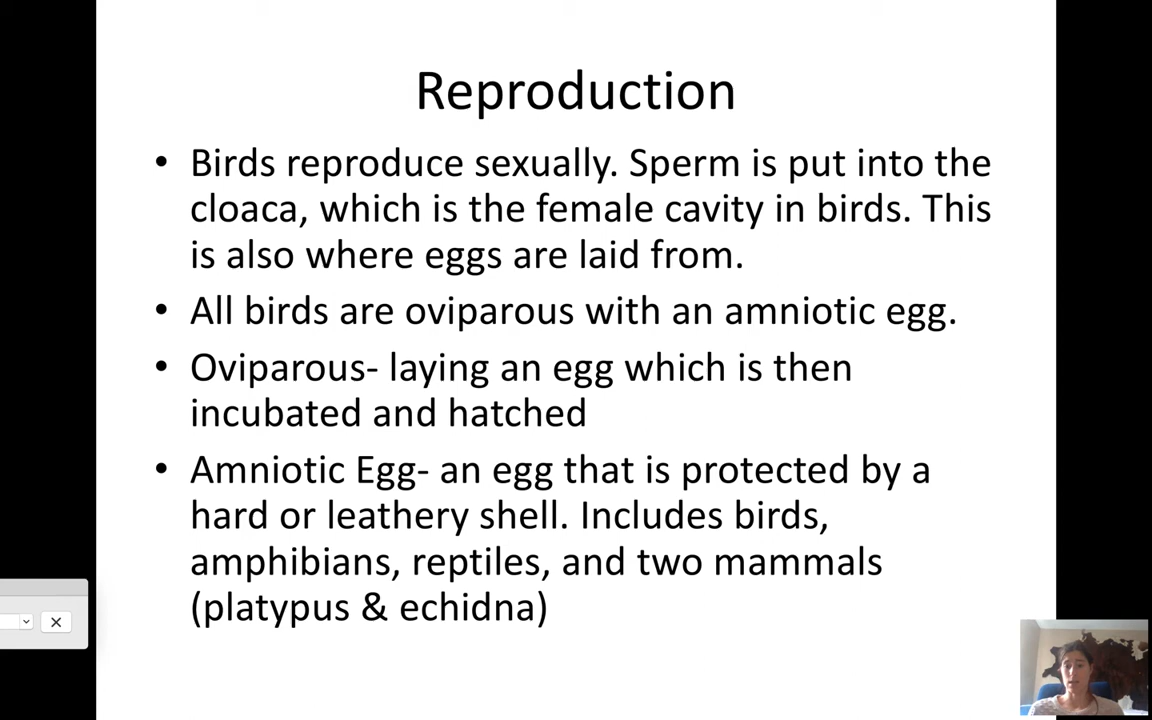 Reproduction
• Birds reproduce sexually. Sperm is put into the
cloaca, which is the female cavity in birds. This
is also where eggs are laid from.
• All birds are oviparous with an amniotic egg.
• Oviparous- laying an egg which is then
incubated and hatched
• Amniotic Egg- an egg that is protected by a
hard or leathery shell. Includes birds,
amphibians, reptiles, and two mammals
(platypus & echidna)